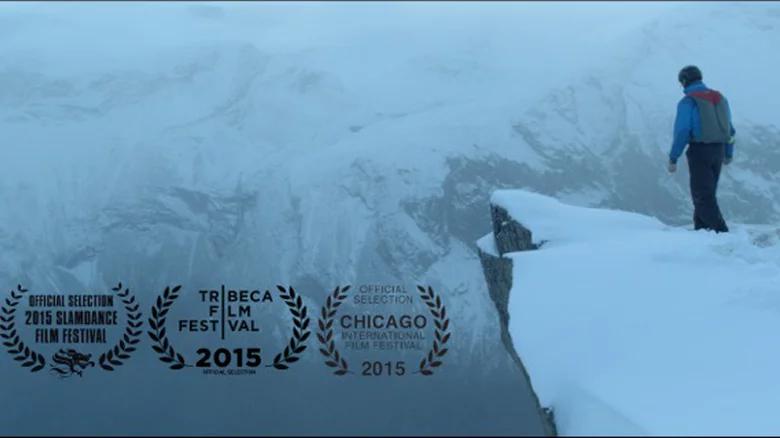 OFFICIAL SELECTION
2015 SLAMDANCE
FILM FESTIVAL
TRIBECA
FILM
FESTIVAL
2015
OFFICIAL SELECTION
OFFICIAL
SELECTION
CHICAGO
INTERNATIONAL
FILM FESTIVAL
2015